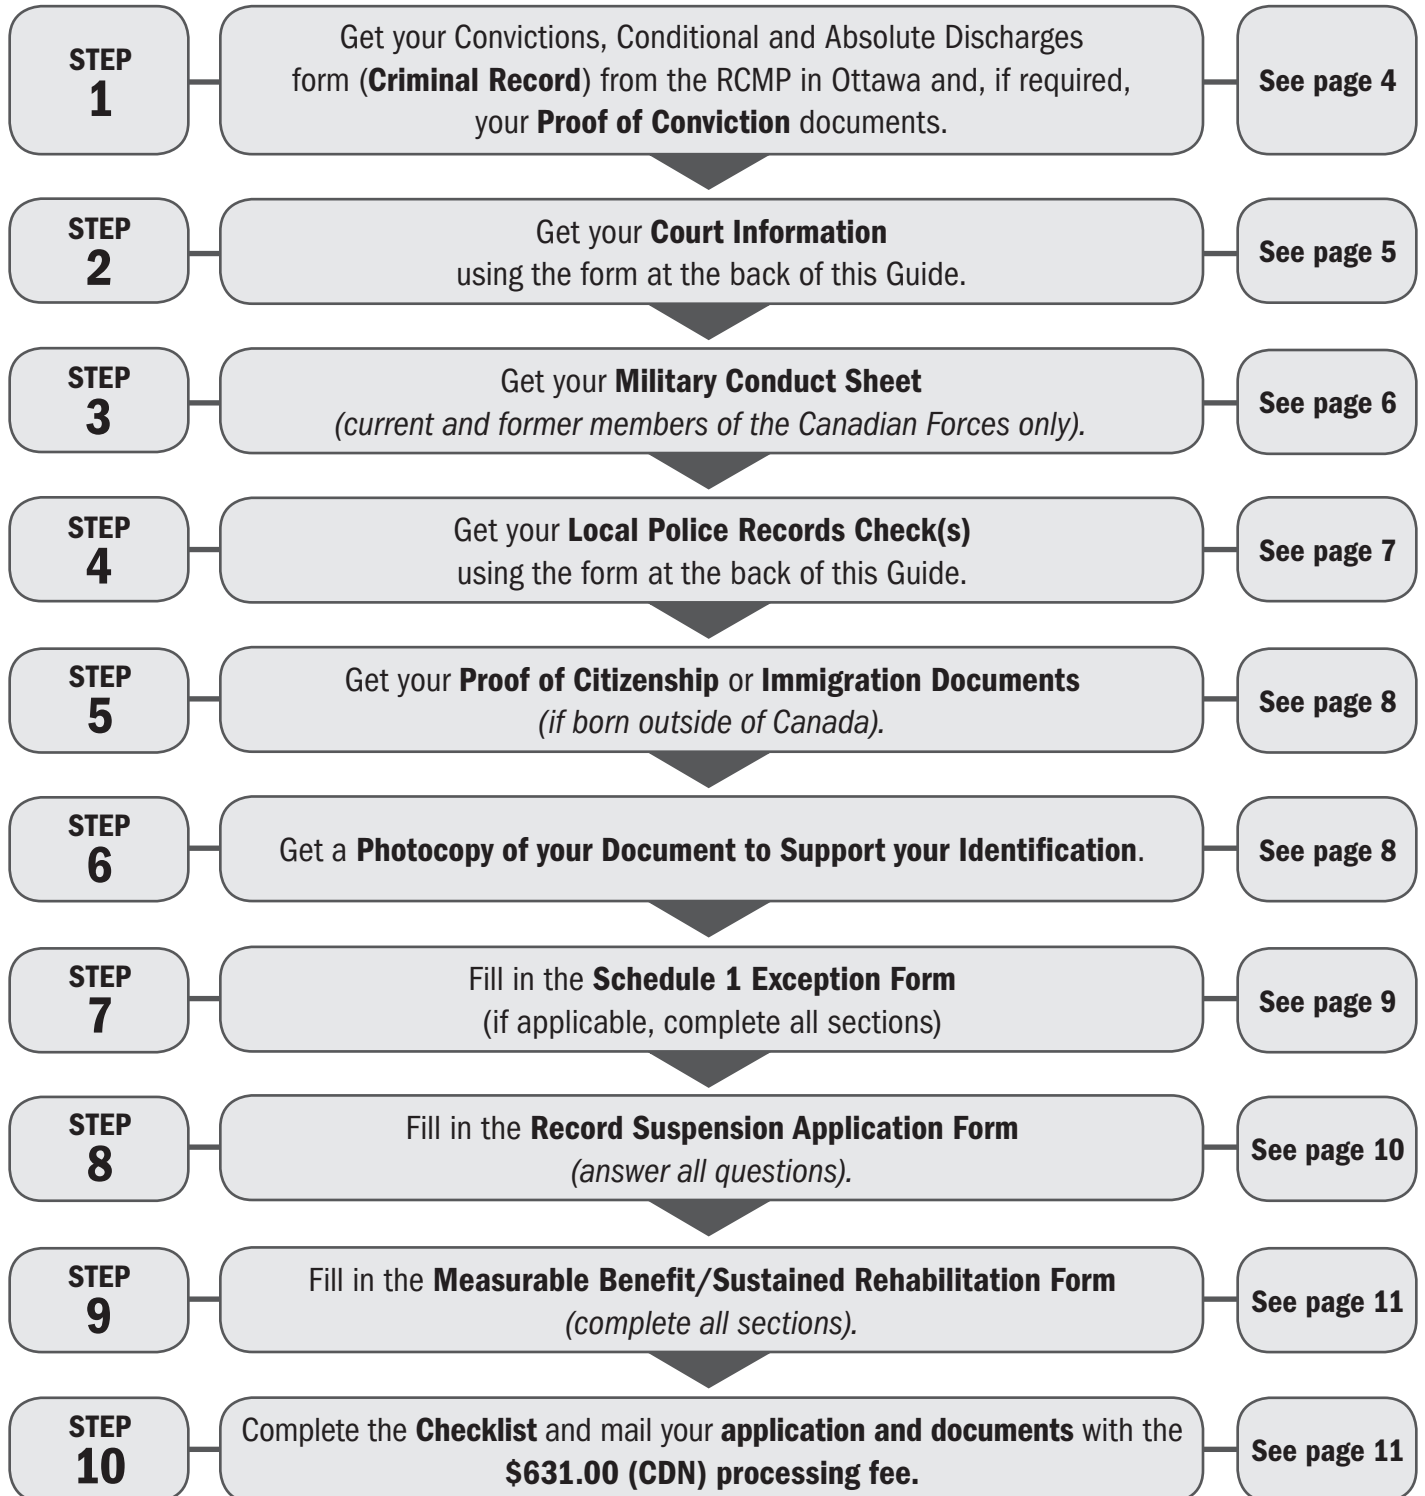 STEP
1
Get your Convictions, Conditional and Absolute Discharges
form (Criminal Record) from the RCMP in Ottawa and, if required,
your Proof of Conviction documents.
See page 4
STEP
2
Get your Court Information
using the form at the back of this Guide.
See page 5
STEP
3
Get your Military Conduct Sheet
(current and former members of the Canadian Forces only).
See page 6
STEP
4
Get your Local Police Records Check(s)
using the form at the back of this Guide.
See page 7
STEP
5
Get your Proof of Citizenship or Immigration Documents
(if born outside of Canada).
See page 8
STEP
6
Get a Photocopy of your Document to Support your Identification.
See page 8
STEP
7
Fill in the Schedule 1 Exception Form
(if applicable, complete all sections)
See page 9
STEP
8
Fill in the Record Suspension Application Form
(answer all questions).
See page 10
STEP
9
Fill in the Measurable Benefit/Sustained Rehabilitation Form
(complete all sections).
See page 11
STEP
10
Complete the Checklist and mail your application and documents with the
$631.00 (CDN) processing fee.
See page 11